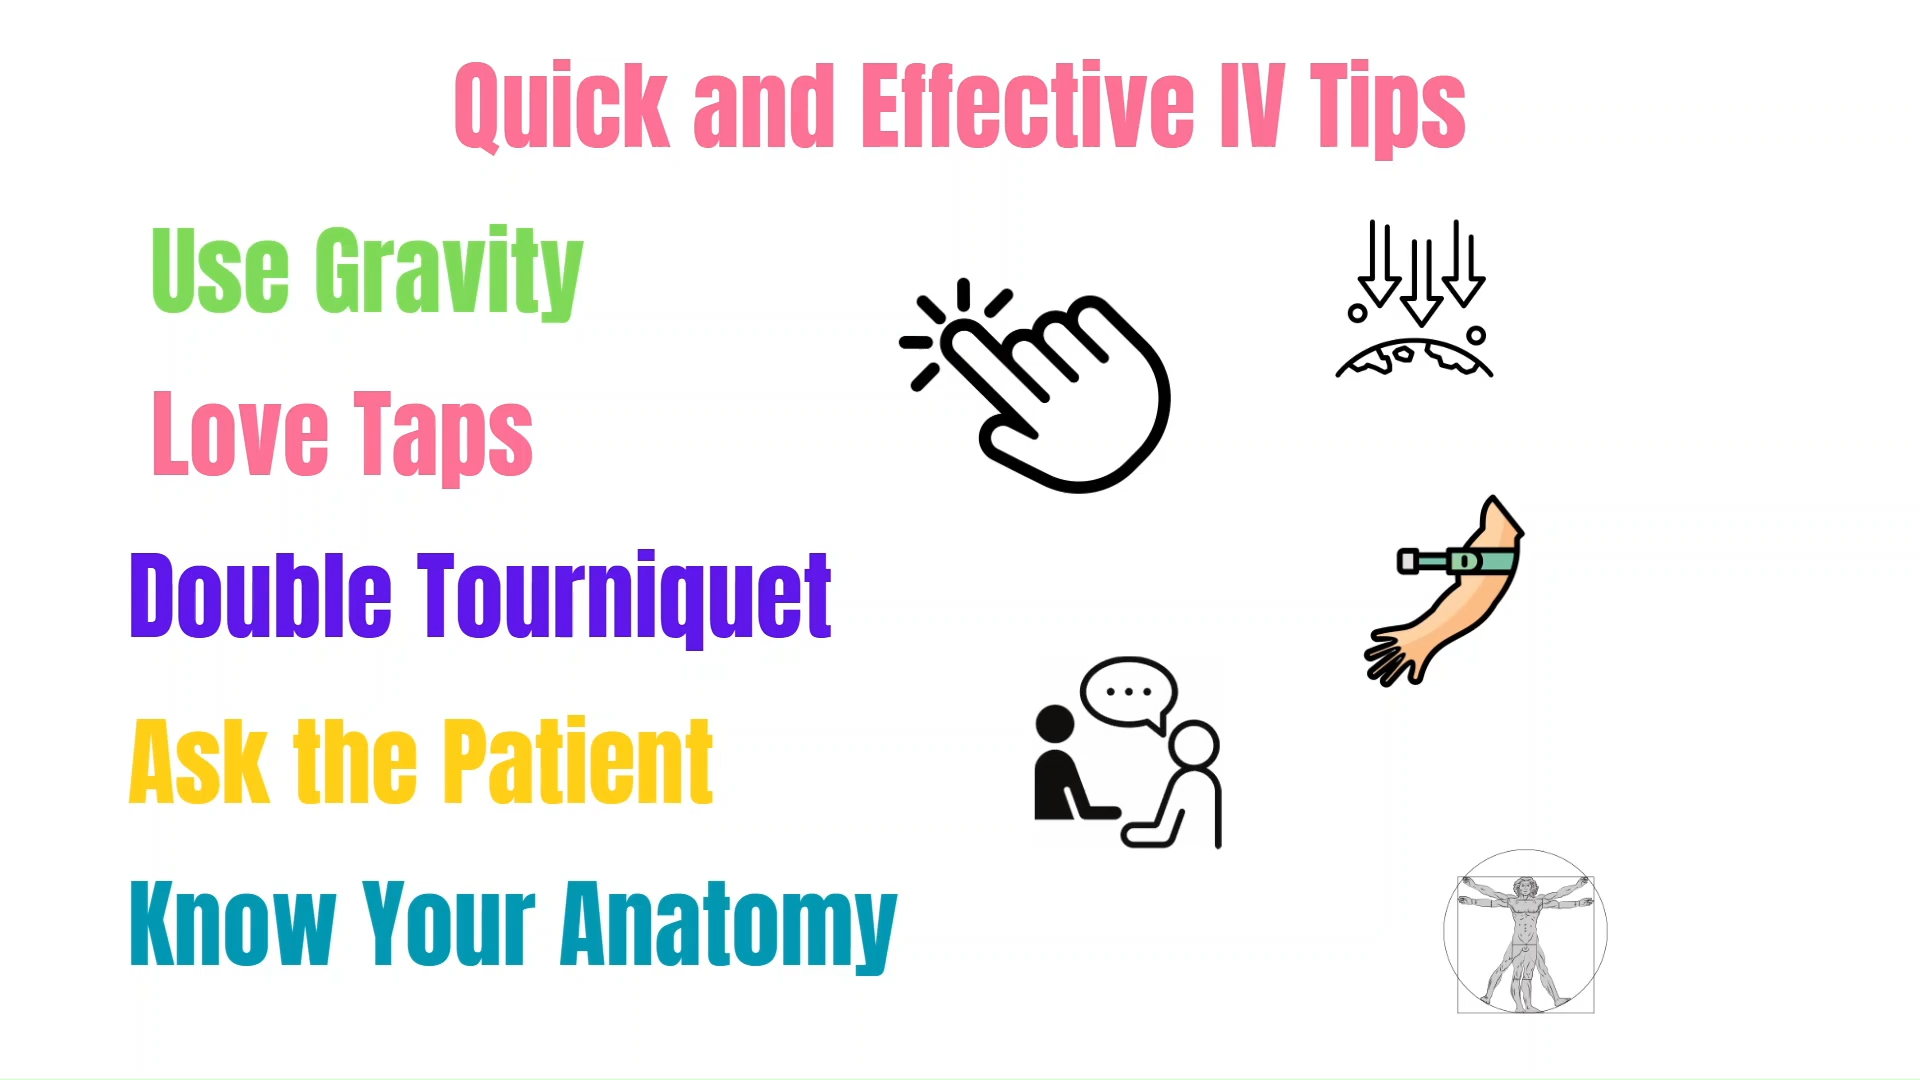 Quick and Effective IV Tips
Use Gravity
Love Taps
Double Tourniquet
Ask the Patient
Know Your Anatomy